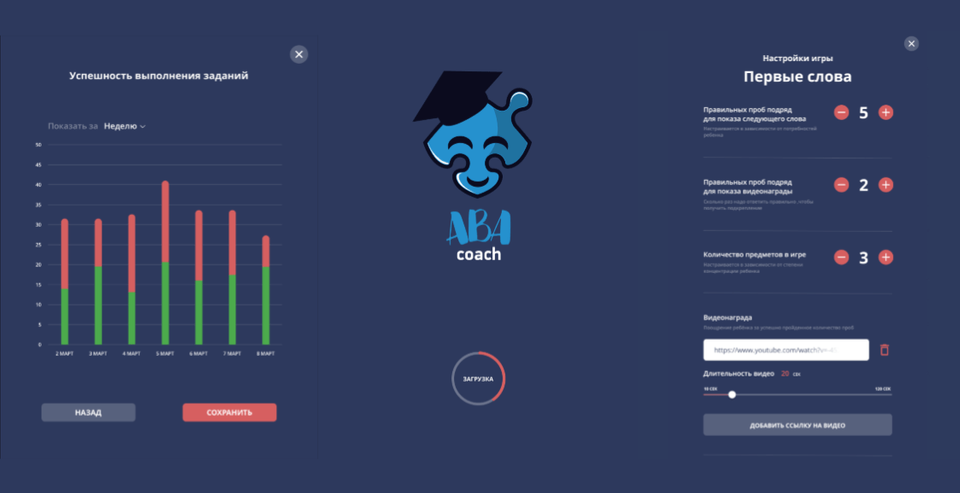 Успешность выполнения заданий
Показать за Неделю
50
45
40
35
30
25
20
15
10
5
0
2 МАРТ 3 МАРТ 4 МАРТ 5 МАРТ 6 МАРТ 7 МАРТ 8 МАРТ
НАЗАД СОХРАНИТЬ
ABA
coach
ЗАГРУЗКА
Настройки игры
Первые слова
Правильных проб подряд
для показа следующего слова
Настраивается в зависимости от потребностей
ребенка
5
Правильных проб подряд
для показа видеонаграды
Сколько раз надо ответить правильно, чтобы
получить подкрепление
2
Количество предметов в игре
Настраивается в зависимости от степени
концентрации ребенка
3
Видеонаграда
Поощрение ребёнка за успешно пройденное количество проб
https://www.youtube.com/watch
Длительность видео 20 сек
10 СЕК 120 СЕК
ДОБАВИТЬ ССЫЛКУ НА ВИДЕО